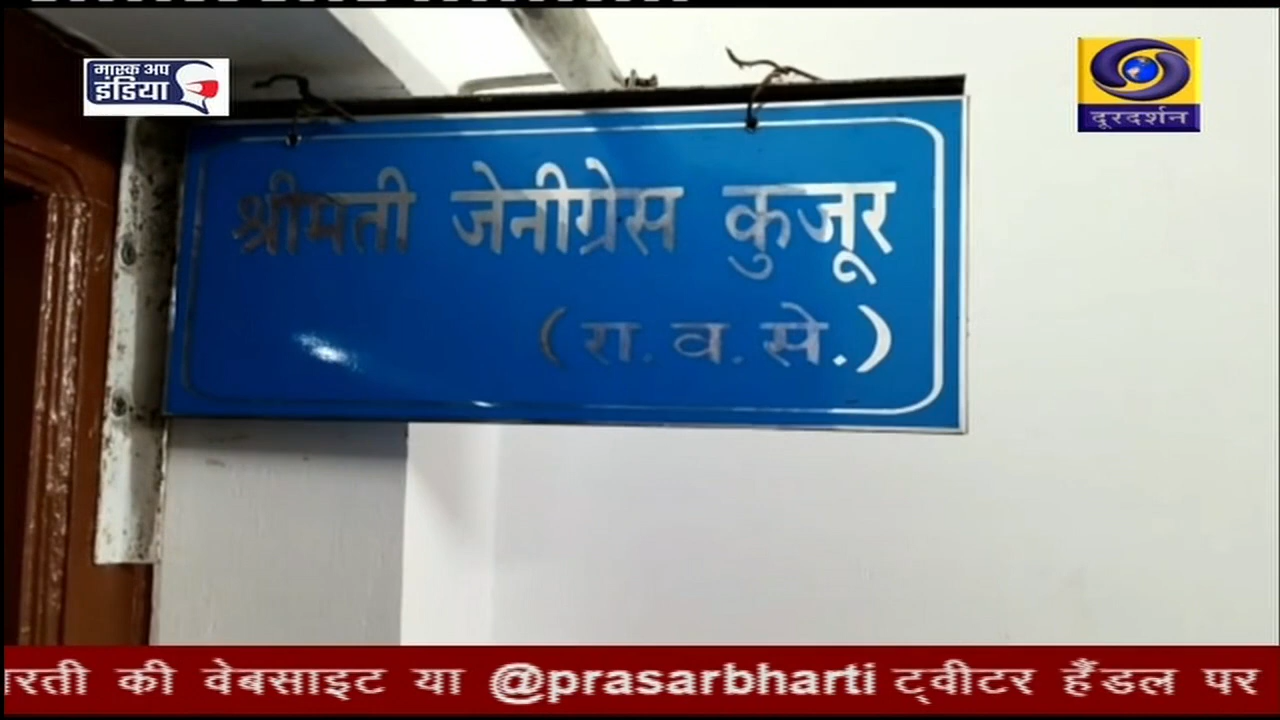 मास्क अप
इंडिया
दूरदर्शन
श्रीमती जेनीग्रेस कुजूर
(रा. व. से.)
रती की वेबसाइट या @prasarbharti ट्वीटर हैंडल पर